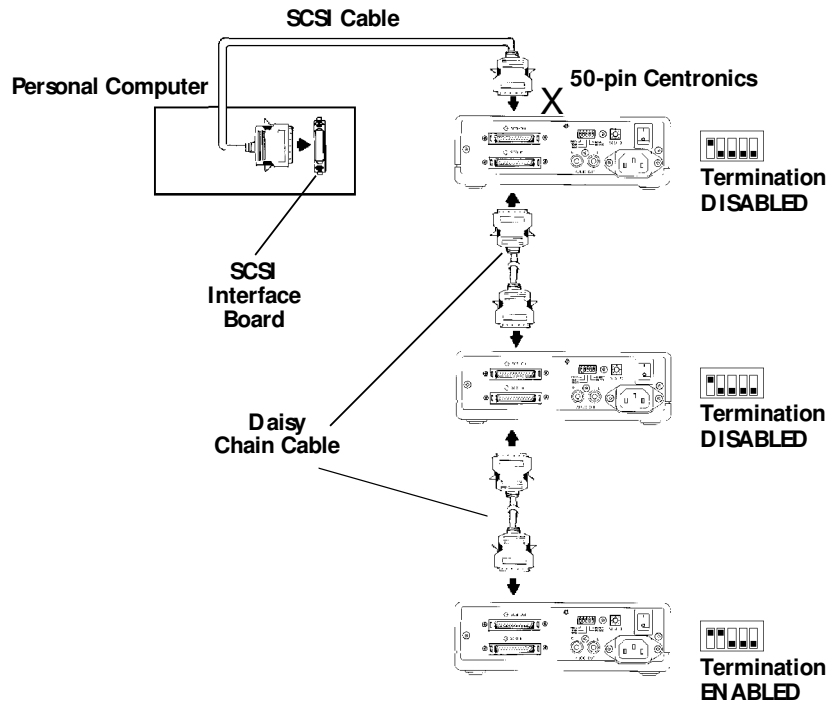 SCSI Cable
Personal Computer
50-pin Centronics
X
Termination
DISABLED
SCSI
Interface
Board
Termination
DISABLED
Daisy
Chain Cable
Termination
ENABLED